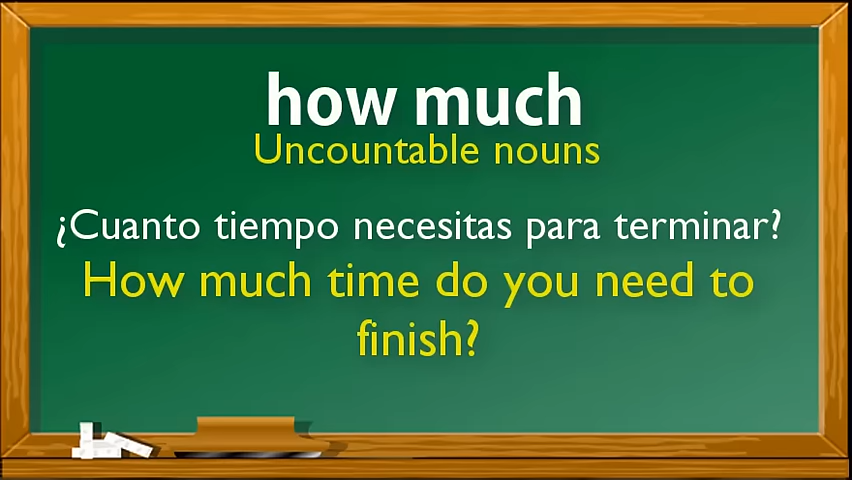 how much
Uncountable nouns
¿Cuanto tiempo necesitas para terminar?
How much time do you need to
finish?